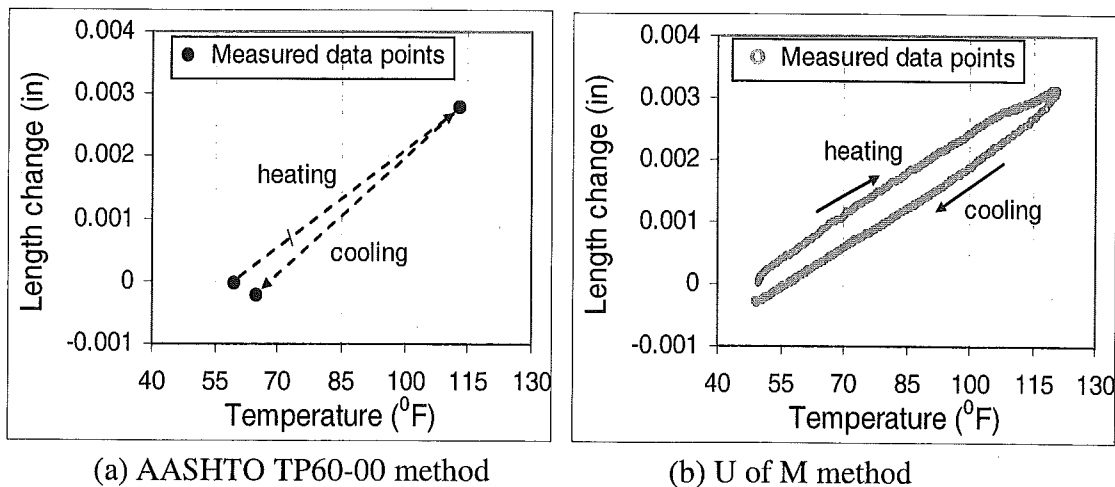 0.004
Measured data points
0.003
0.002
0.001
0
-0.001
Length change (in)
heating
cooling
40 55 70 85 100 115 130
Temperature (⁰F)
(a) AASHTO TP60-00 method
0.004
Measured data points
0.003
0.002
0.001
0
-0.001
Length change (in)
heating
cooling
40 55 70 85 100 115 130
Temperature (⁰F)
(b) U of M method